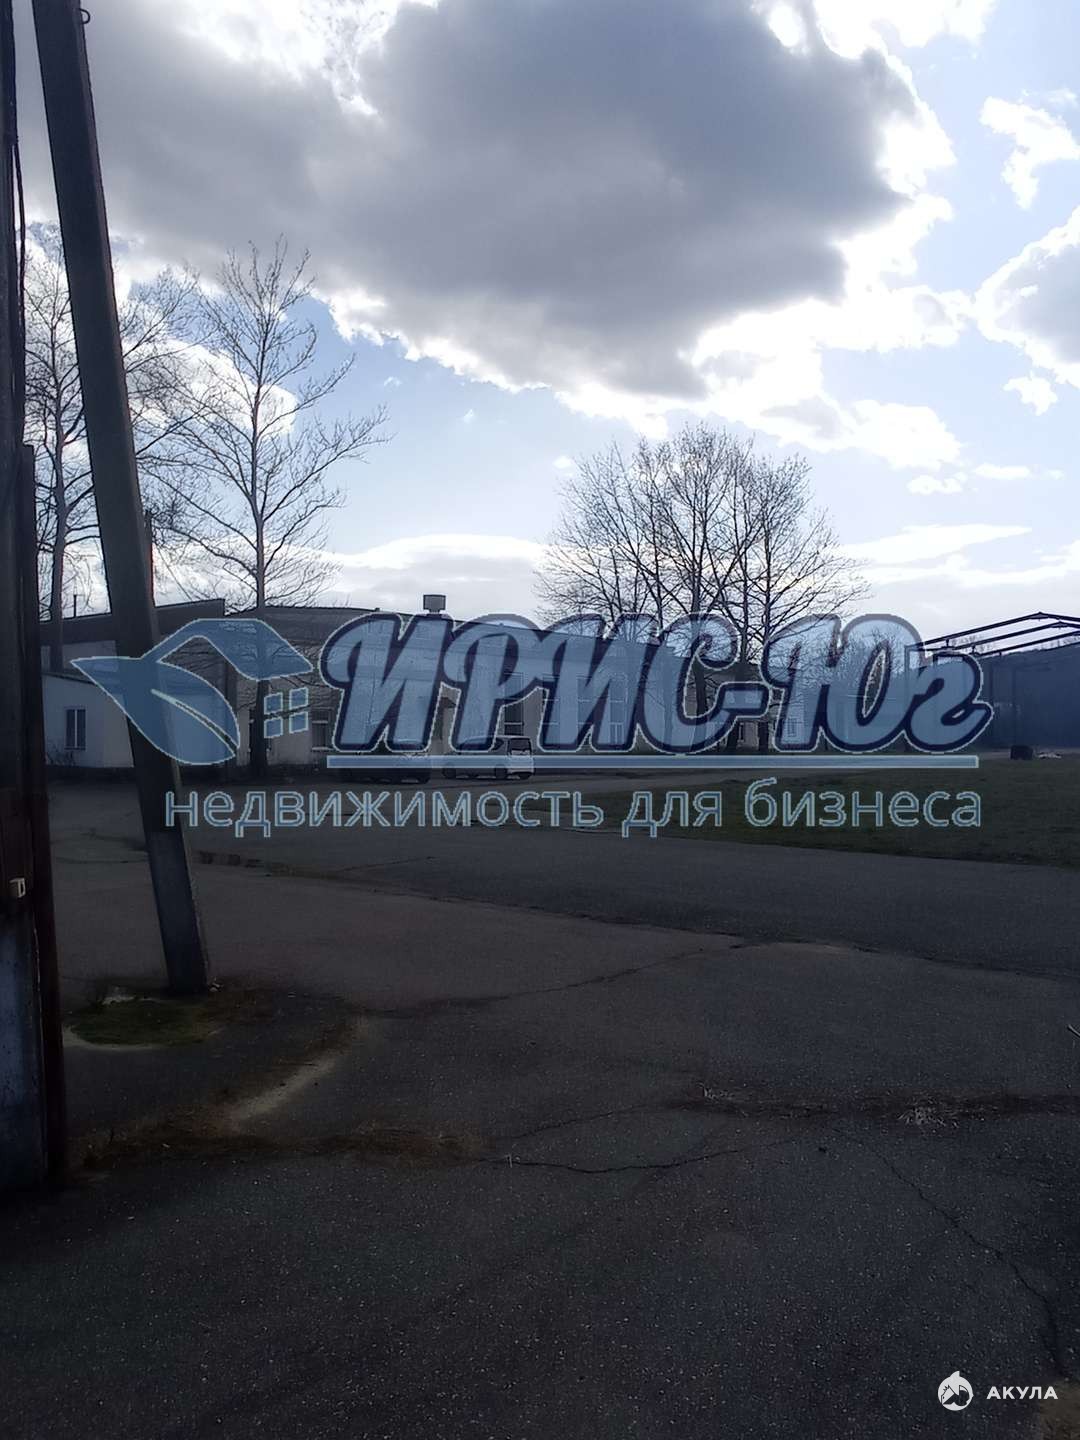 ИРИС-Юг
недвижимость для бизнеса
АКУЛА